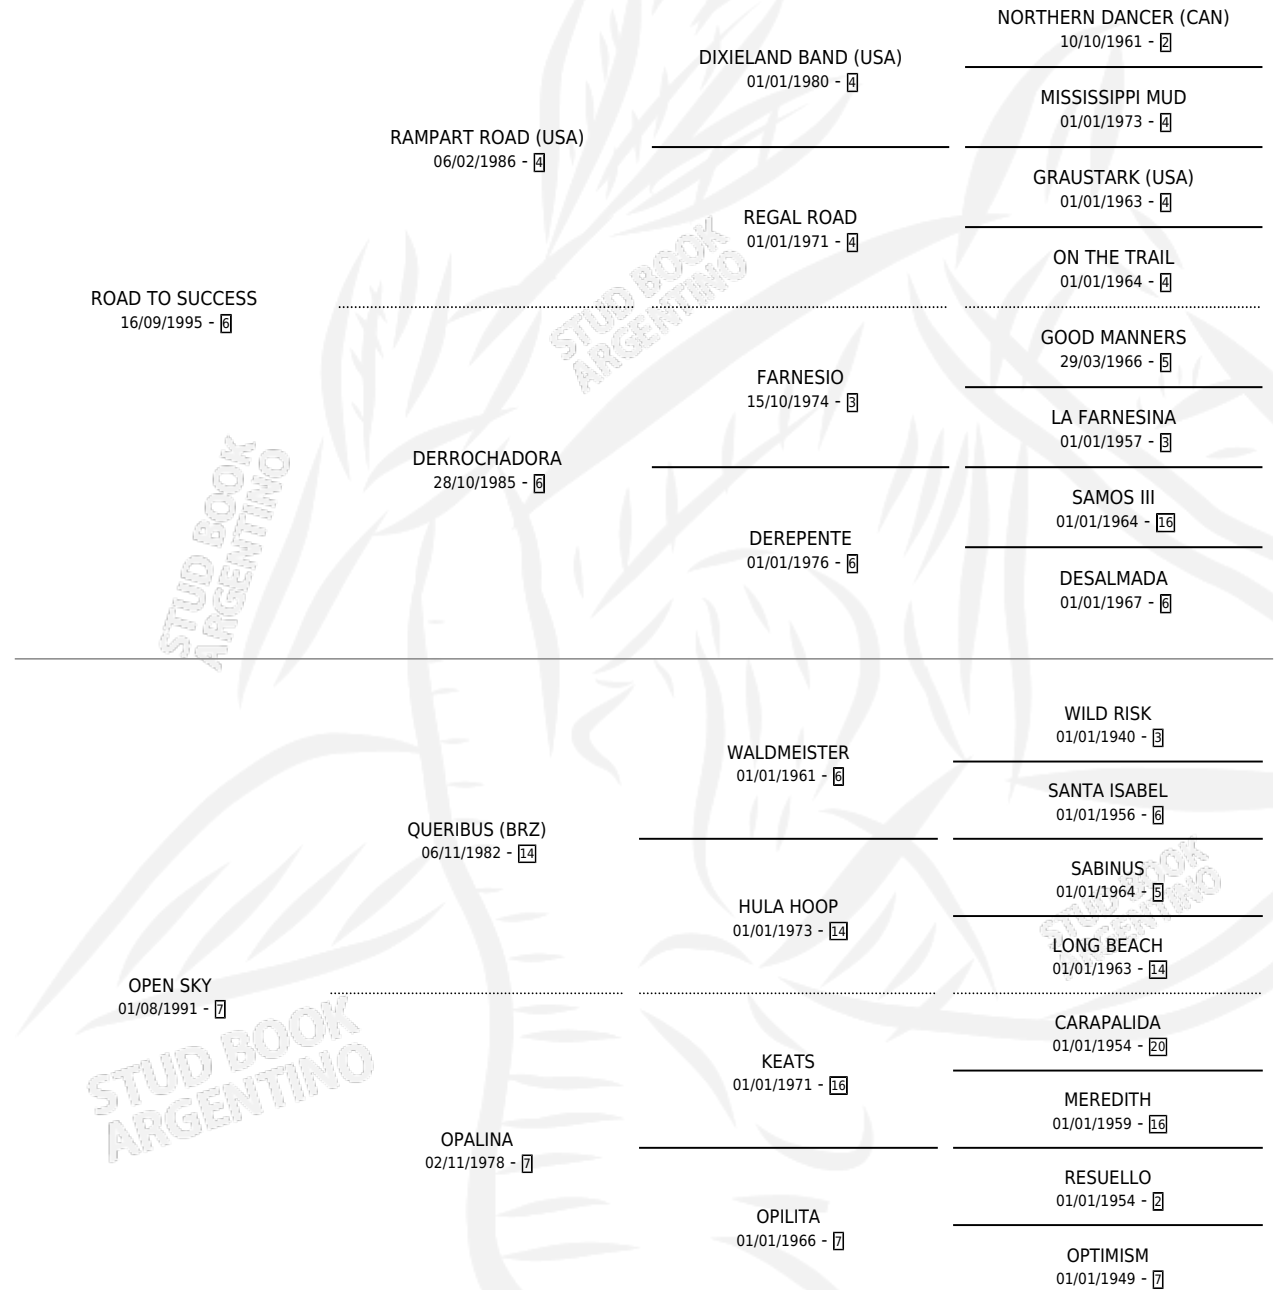 NORTHERN DANCER (CAN)
10/10/1961 - 2
DIXIELAND BAND (USA)
01/01/1980 - 4
MISSISSIPPI MUD
01/01/1973 - 4
RAMPART ROAD (USA)
06/02/1986 - 4
GRAUSTARK (USA)
01/01/1963 - 4
REGAL ROAD
01/01/1971 - 4
ON THE TRAIL
01/01/1964 - 4
ROAD TO SUCCESS
16/09/1995 - 6
STUD BOOK
ARGENTINO
GOOD MANNERS
29/03/1966 - 5
FARNESIO
15/10/1974 - 3
LA FARNESINA
01/01/1957 - 3
DERROCHADORA
28/10/1985 - 6
SAMOS III
01/01/1964 - 16
DEREPENTE
01/01/1976 - 6
DESALMADA
01/01/1967 - 6
STUD BOOK
ARGENTINO
WILD RISK
01/01/1940 - 3
WALDMEISTER
01/01/1961 - 6
SANTA ISABEL
01/01/1956 - 6
QUERIBUS (BRZ)
06/11/1982 - 14
SABINUS
01/01/1964 - 5
HULA HOOP
01/01/1973 - 14
STUD BOOK
ARGENTINO
LONG BEACH
01/01/1963 - 14
OPEN SKY
01/08/1991 - 7
CARAPALIDA
01/01/1954 - 20
KEATS
01/01/1971 - 16
STUD BOOK
ARGENTINO
MEREDITH
01/01/1959 - 16
OPALINA
02/11/1978 - 7
RESUELLO
01/01/1954 - 2
OPILITA
01/01/1966 - 7
OPTIMISM
01/01/1949 - 7